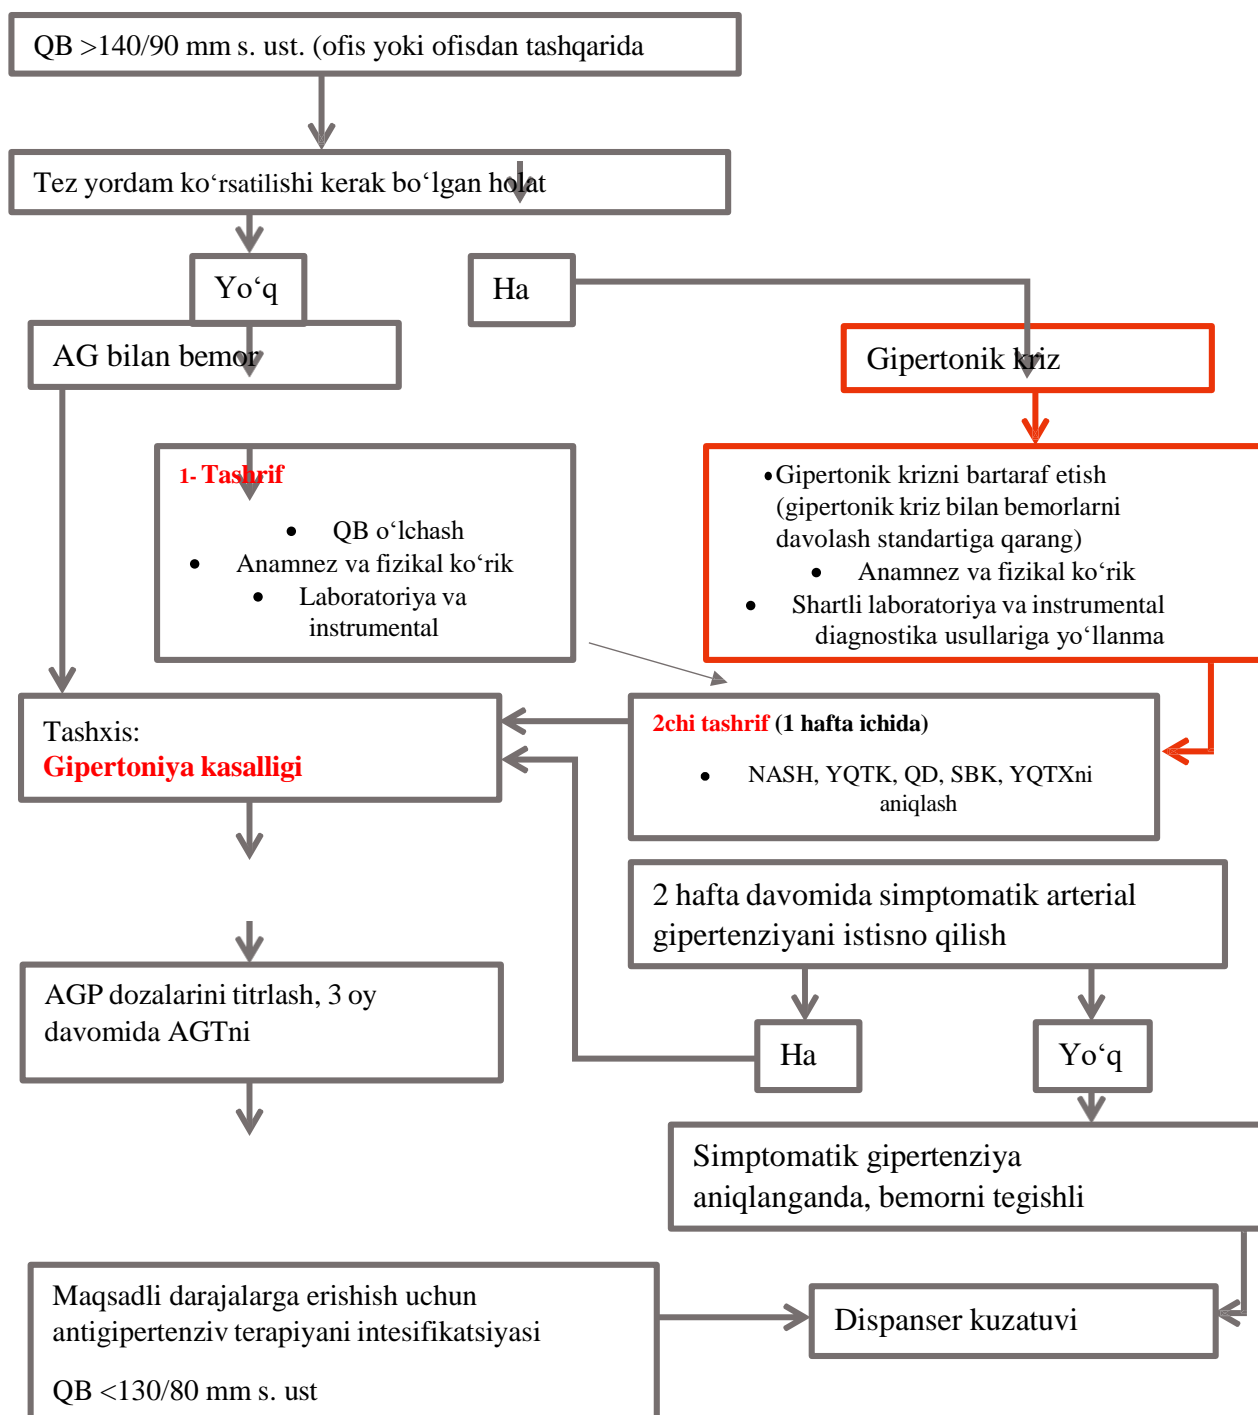 QB >140/90 mm s. ust. (ofis yoki ofisdan tashqarida
Tez yordam ko‘rsatilishi kerak bo‘lgan holat
Yo‘q
Ha
AG bilan bemor
Gipertonik kriz
1- Tashrif
• QB o‘lchash
• Anamnez va fizikal ko‘rik
• Laboratoriya va
instrumental
•Gipertonik krizni bartaraf etish
(gipertonik kriz bilan bemorlarni
davolash standartiga qarang)
• Anamnez va fizikal ko‘rik
• Shartli laboratoriya va instrumental
diagnostika usullariga yo‘llanma
Tashxis:
Gipertoniya kasalligi
2chi tashrif (1 hafta ichida)
• NASH, YQTK, QD, SBK, YQTXni
aniqlash
2 hafta davomida simptomatik arterial
gipertenziyani istisno qilish
AGP dozalarini titrlash, 3 oy
davomida AGTni
Ha
Yo‘q
Simptomatik gipertenziya
aniqlanganda, bemorni tegishli
Maqsadli darajalarga erishish uchun
antigipertenziv terapiyani intesifikatsiyasi
QB <130/80 mm s. ust
Dispanser kuzatuvi